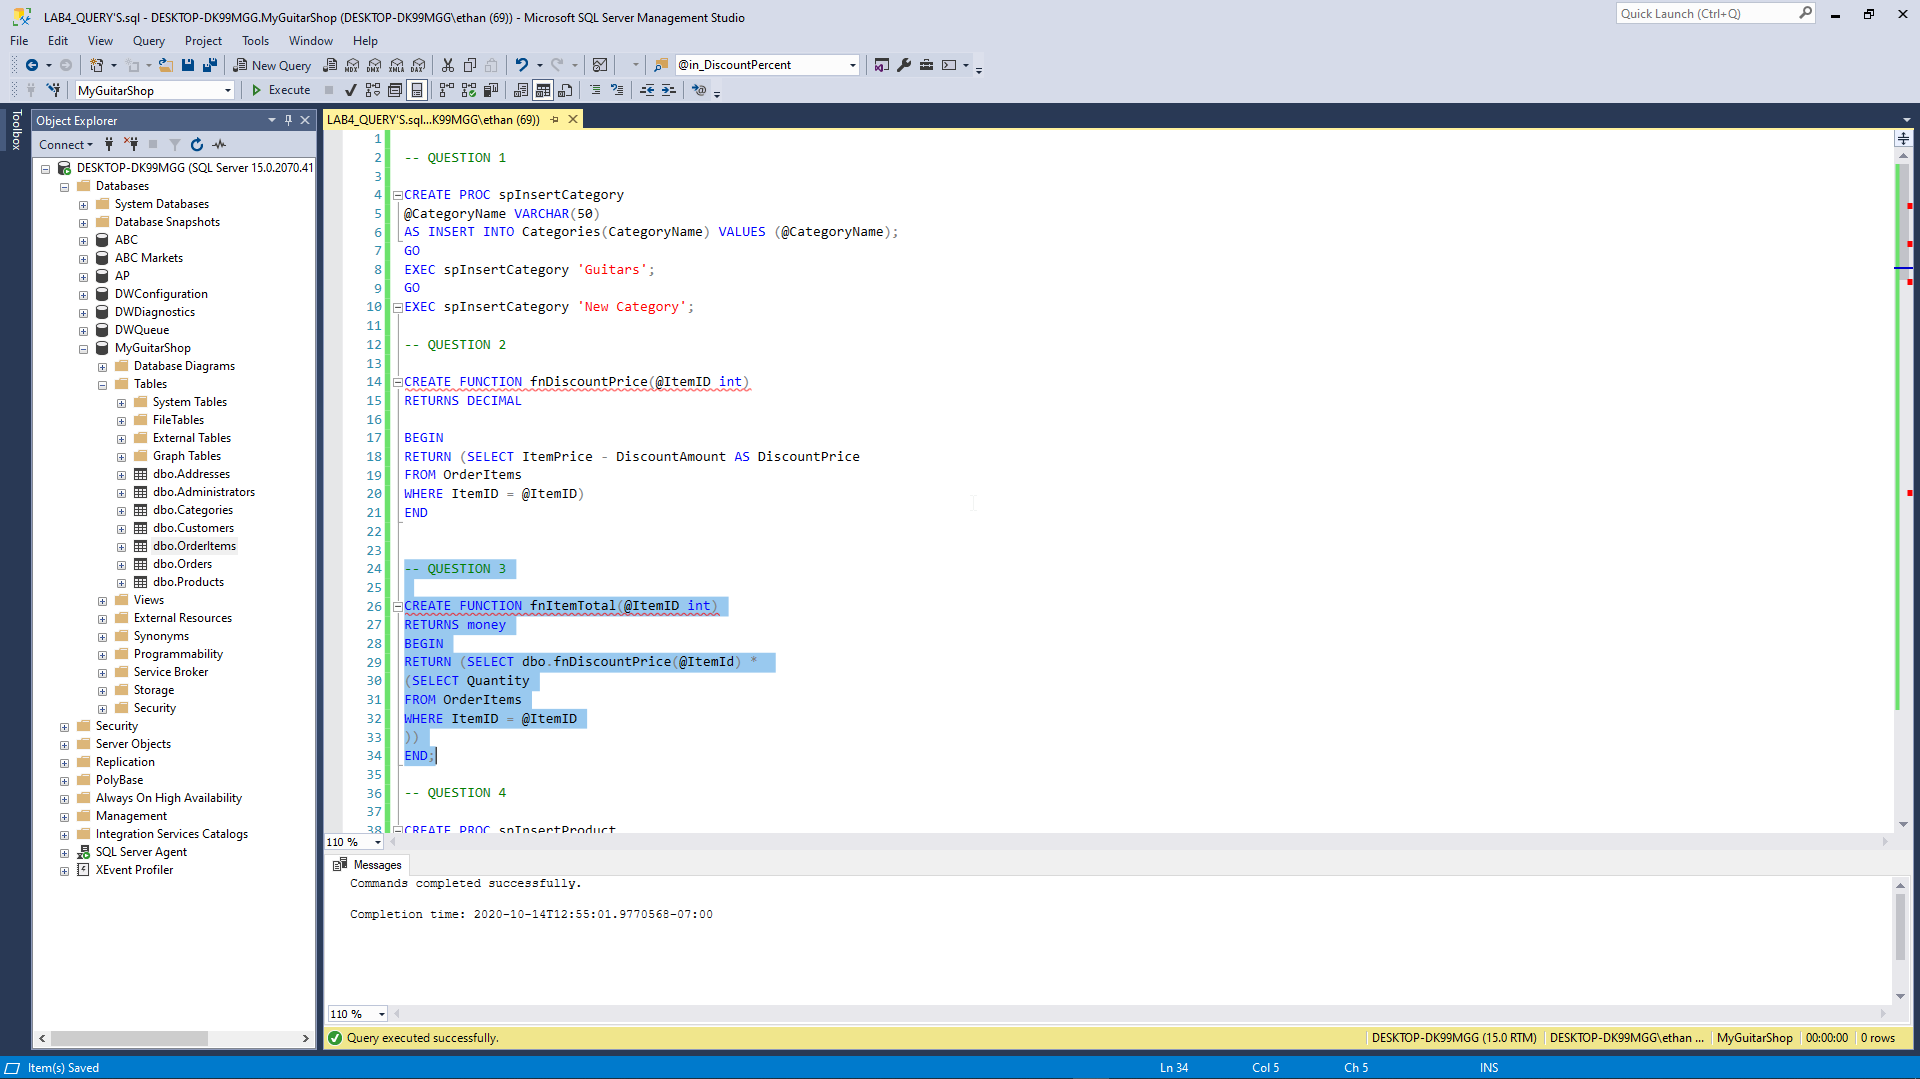 LAB4_QUERY'S.sql - DESKTOP-DK99MGG.MyGuitarShop (DESKTOP-DK99MGG\ethan (69)) - Microsoft SQL Server Management Studio
Quick Launch (Ctrl+Q)
File Edit View Query Project Tools Window Help
New Query
MDX DMX XMLA DAX
@in_DiscountPercent
MyGuitarShop
Execute
Toolbox
Object Explorer
LAB4_QUERY'S.sql...K99MGG\ethan (69))
Connect
DESKTOP-DK99MGG (SQL Server 15.0.2070.41
Databases
System Databases
Database Snapshots
ABC
ABC Markets
AP
DWConfiguration
DWDiagnostics
DWQueue
MyGuitarShop
Database Diagrams
Tables
System Tables
FileTables
External Tables
Graph Tables
dbo.Addresses
dbo.Administrators
dbo.Categories
dbo.Customers
dbo.OrderItems
dbo.Orders
dbo.Products
Views
External Resources
Synonyms
Programmability
Service Broker
Storage
Security
Security
Server Objects
Replication
PolyBase
Always On High Availability
Management
Integration Services Catalogs
SQL Server Agent
XEvent Profiler
1
2 -- QUESTION 1
3
4 CREATE PROC spInsertCategory
5 @CategoryName VARCHAR(50)
6 AS INSERT INTO Categories(CategoryName) VALUES (@CategoryName);
7 GO
8 EXEC spInsertCategory 'Guitars';
9 GO
10 EXEC spInsertCategory 'New Category';
11
12 -- QUESTION 2
13
14 CREATE FUNCTION fnDiscountPrice(@ItemID int)
15 RETURNS DECIMAL
16
17 BEGIN
18 RETURN (SELECT ItemPrice - DiscountAmount AS DiscountPrice
19 FROM OrderItems
20 WHERE ItemID = @ItemID)
21 END
22
23
24 -- QUESTION 3
25
26 CREATE FUNCTION fnItemTotal(@ItemID int)
27 RETURNS money
28 BEGIN
29 RETURN (SELECT dbo.fnDiscountPrice(@ItemId) *
30 (SELECT Quantity
31 FROM OrderItems
32 WHERE ItemID = @ItemID
33 ))
34 END;
35
36 -- QUESTION 4
37
38 CREATE PROC spInsertProduct
110 %
Messages
Commands completed successfully.
Completion time: 2020-10-14T12:55:01.9770568-07:00
110 %
Query executed successfully.
DESKTOP-DK99MGG (15.0 RTM) DESKTOP-DK99MGG\ethan ... MyGuitarShop 00:00:00 0 rows
Item(s) Saved
Ln 34 Col 5 Ch 5 INS